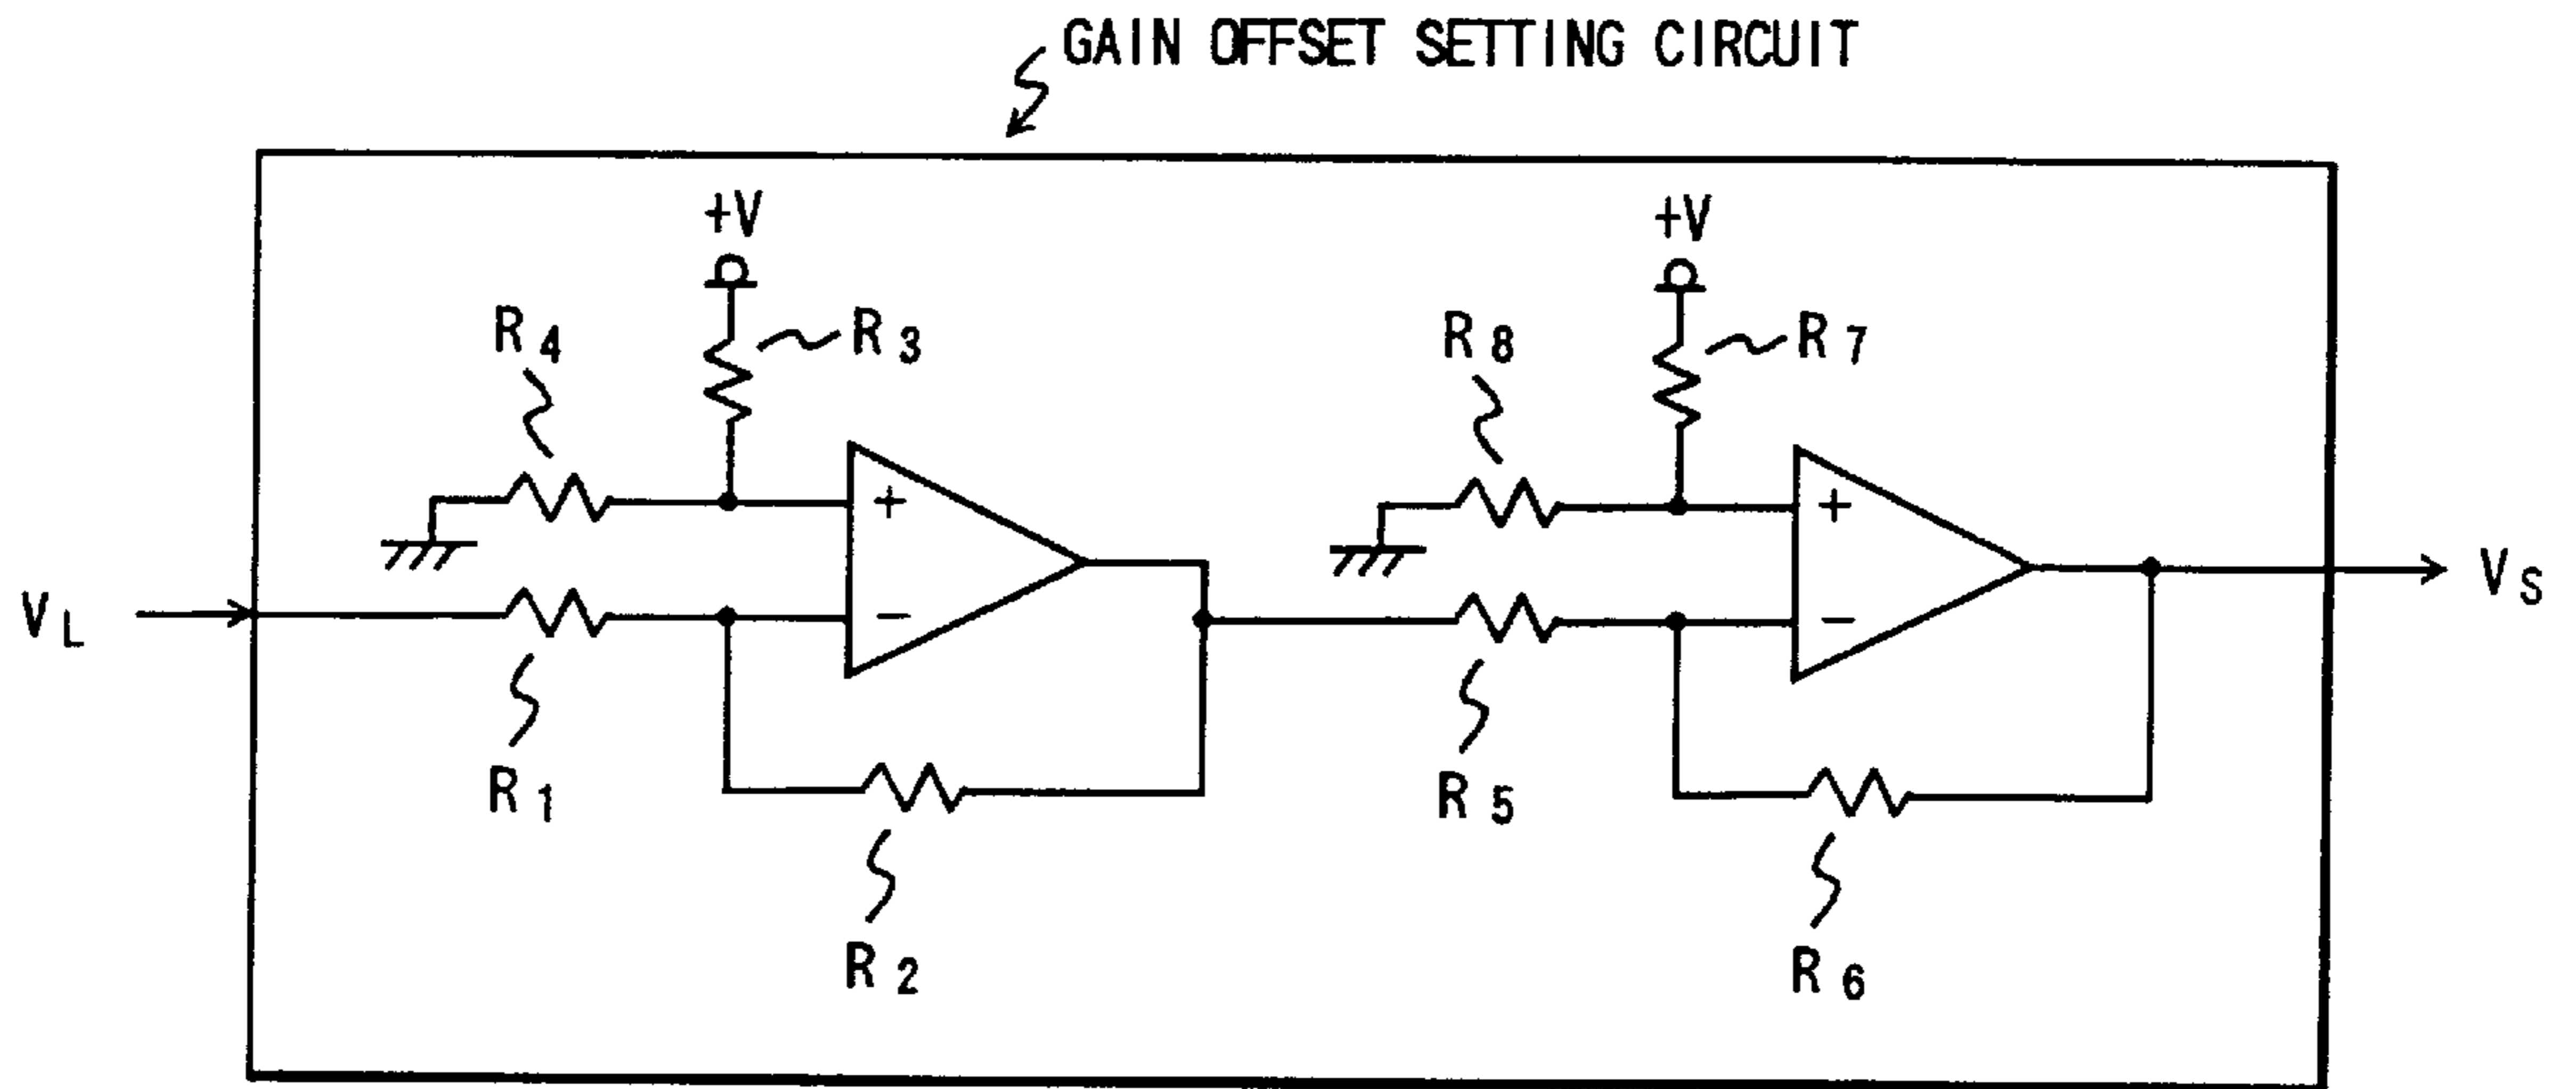 GAIN OFFSET SETTING CIRCUIT
+V
+V
R4
R3
R8
R7
+
+
VL
−
−
VS
R1
R5
R2
R6